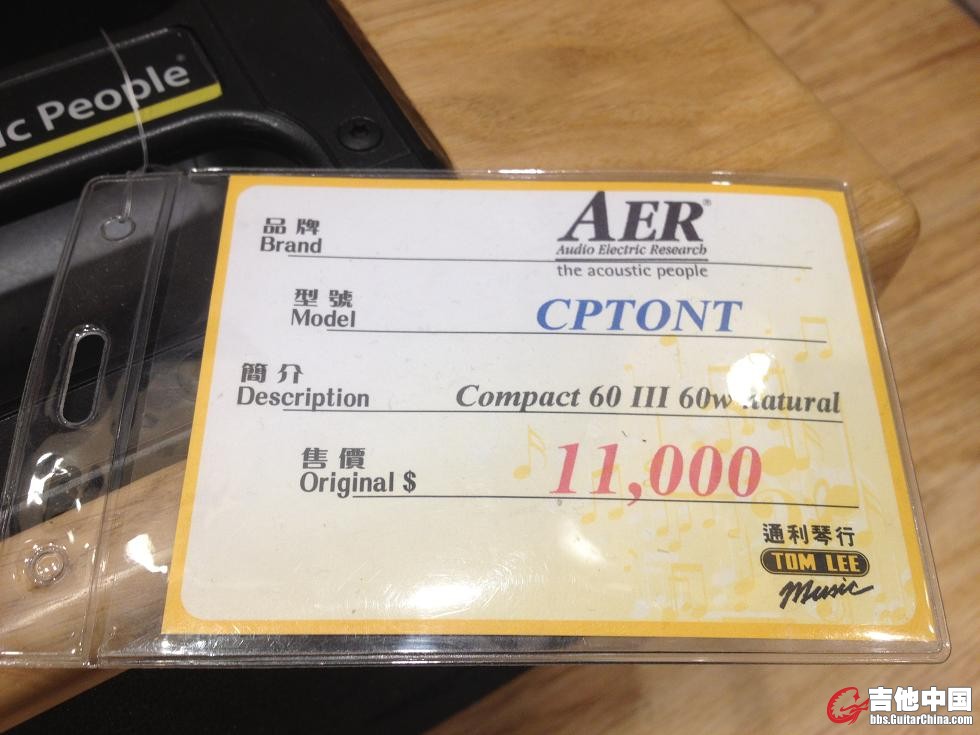 ic People®
品牌
Brand
AER®
Audio Electric Research
the acoustic people
型號
Model
CPTONT
簡介
Description
Compact 60 III 60w natural
售價
Original $
11,000
通利琴行
TOM LEE
Music
吉他中国
bbs.GuitarChina.com